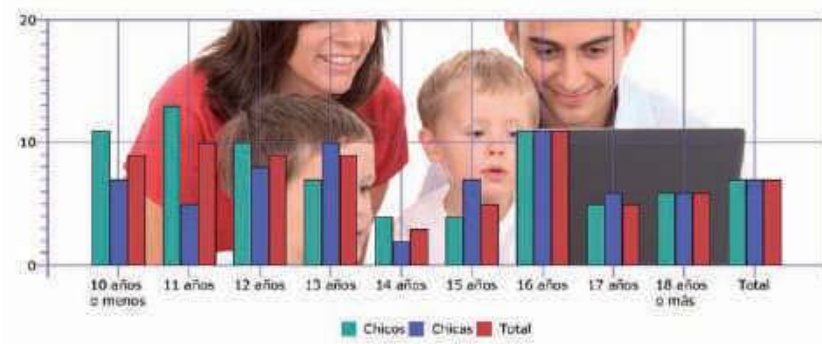 20
10
0
10 años 11 años 12 años 13 años 14 años 15 años 16 años 17 años 18 años Total
o menos o más
Chicos Chicas Total